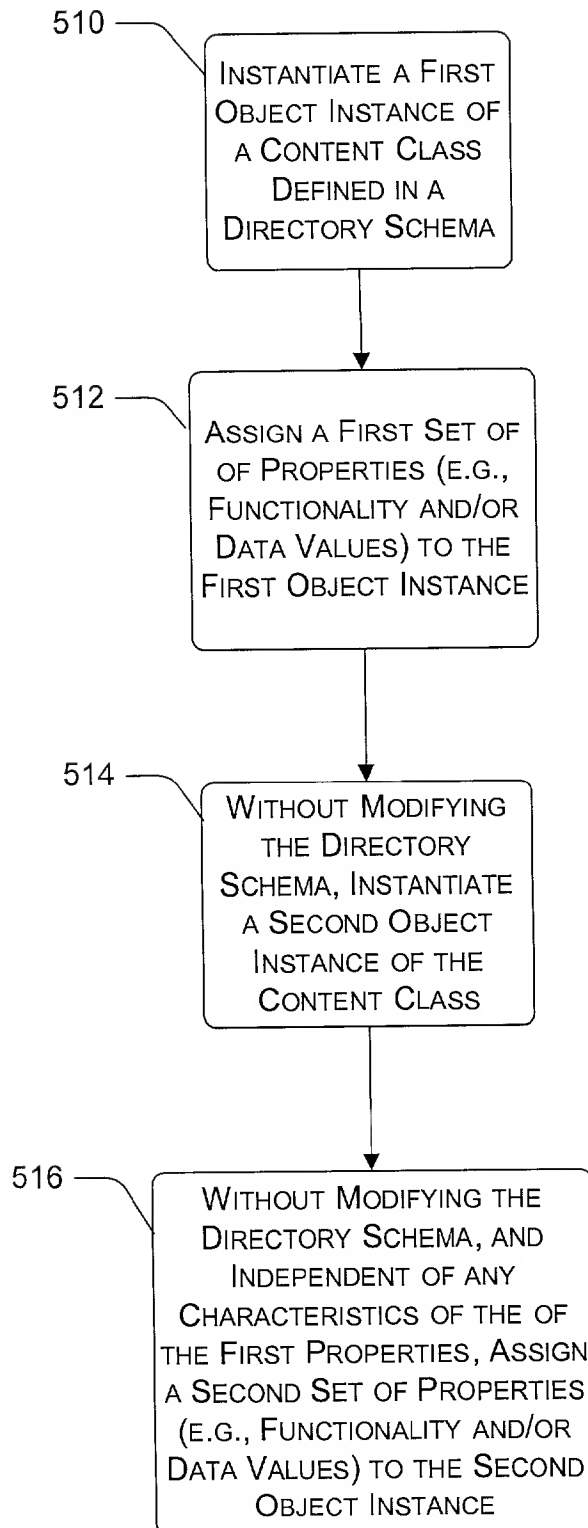 510
INSTANTIATE A FIRST
OBJECT INSTANCE OF
A CONTENT CLASS
DEFINED IN A
DIRECTORY SCHEMA
512
ASSIGN A FIRST SET OF
OF PROPERTIES (E.G.,
FUNCTIONALITY AND/OR
DATA VALUES) TO THE
FIRST OBJECT INSTANCE
514
WITHOUT MODIFYING
THE DIRECTORY
SCHEMA, INSTANTIATE
A SECOND OBJECT
INSTANCE OF THE
CONTENT CLASS
516
WITHOUT MODIFYING THE
DIRECTORY SCHEMA, AND
INDEPENDENT OF ANY
CHARACTERISTICS OF THE OF
THE FIRST PROPERTIES, ASSIGN
A SECOND SET OF PROPERTIES
(E.G., FUNCTIONALITY AND/OR
DATA VALUES) TO THE SECOND
OBJECT INSTANCE